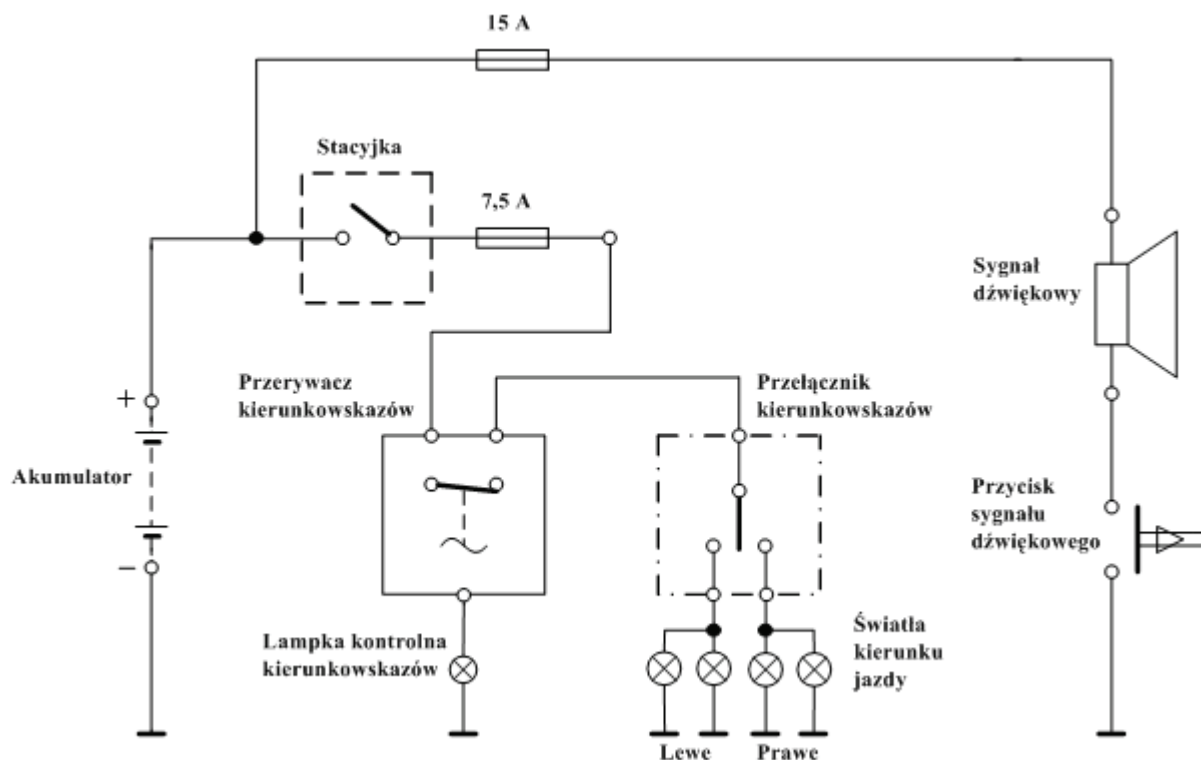 15 A
Stacyjka
7,5 A
Sygnał
dźwiękowy
Przerywacz
kierunkowskazów
Przełącznik
kierunkowskazów
+
Akumulator
−
Przycisk
sygnału
dźwiękowego
Lampka kontrolna
kierunkowskazów
Światła
kierunku
jazdy
Lewe
Prawe